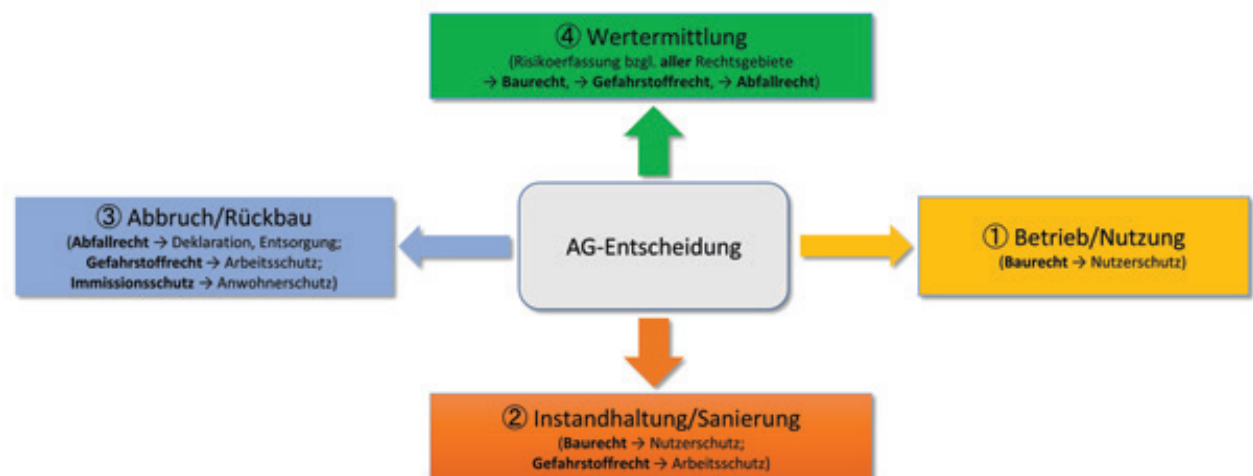 ④ Wertermittlung
(Risikoerfassung bzgl. aller Rechtsgebiete
→ Baurecht, → Gefahrstoffrecht, → Abfallrecht)
③ Abbruch/Rückbau
(Abfallrecht → Deklaration, Entsorgung;
Gefahrstoffrecht → Arbeitsschutz;
Immissionsschutz → Anwohnerschutz)
AG-Entscheidung
① Betrieb/Nutzung
(Baurecht → Nutzerschutz)
② Instandhaltung/Sanierung
(Baurecht → Nutzerschutz;
Gefahrstoffrecht → Arbeitsschutz)